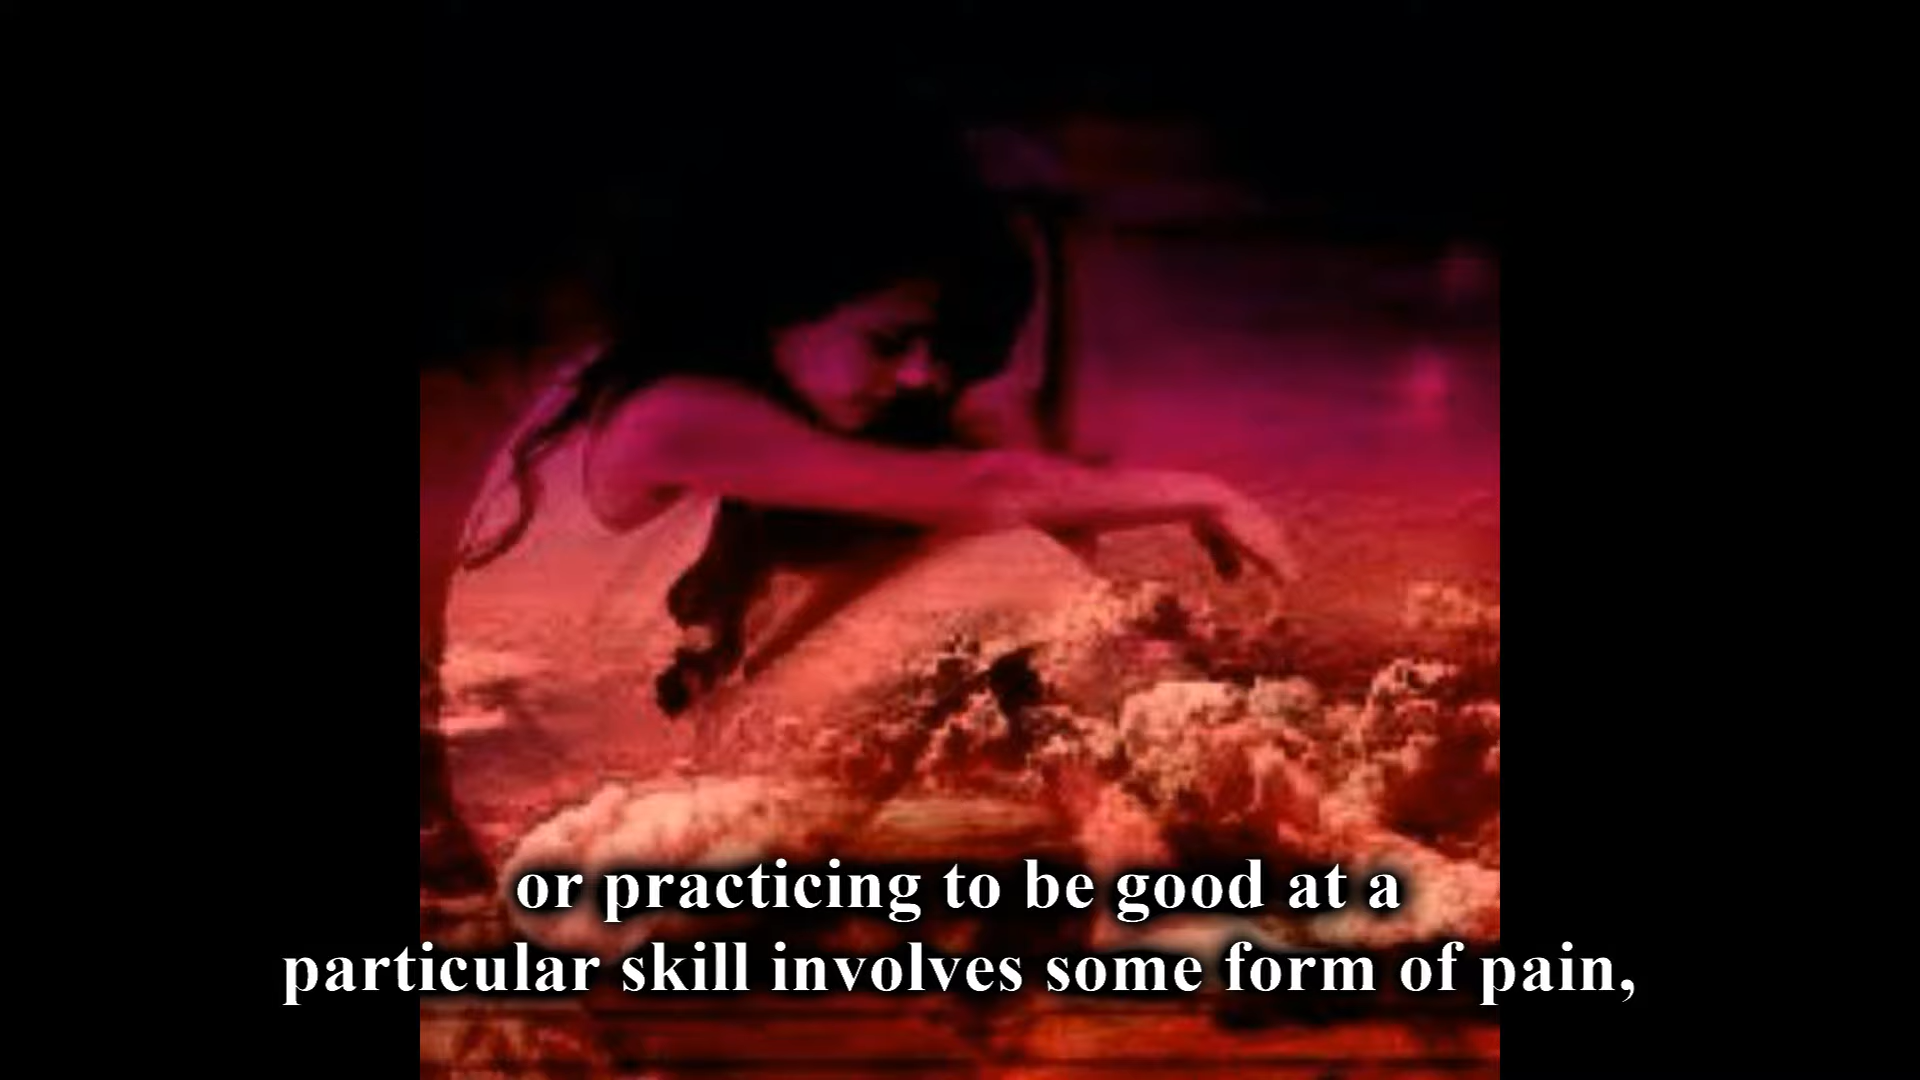 or practicing to be good at a
particular skill involves some form of pain,